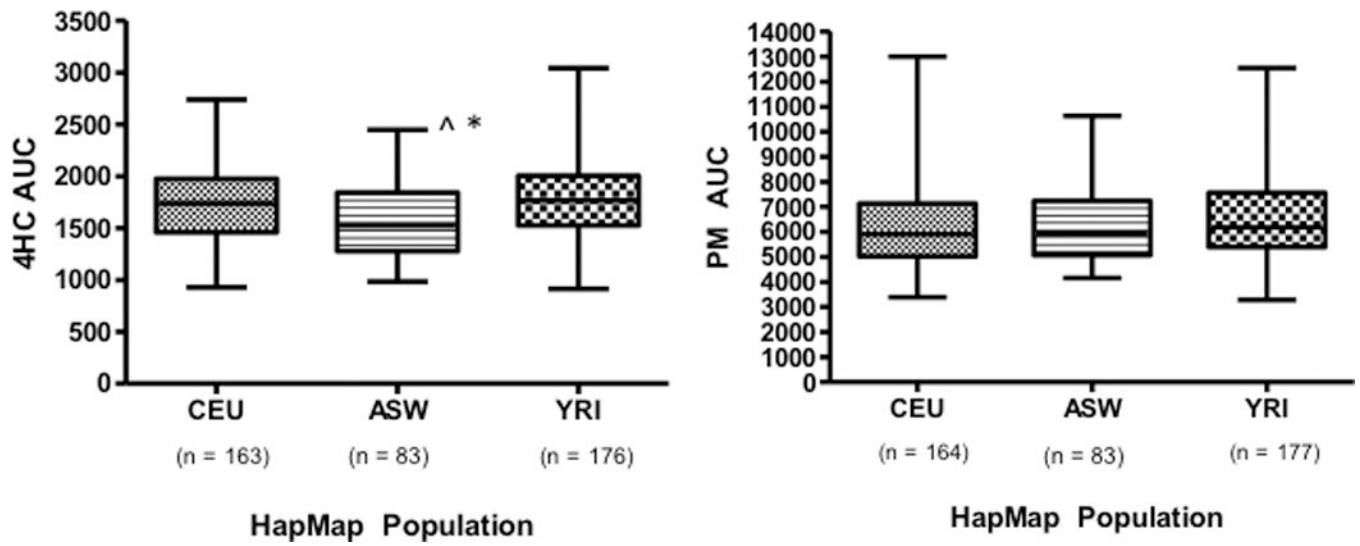 3500
3000
2500
2000
1500
1000
500
0
4HC AUC
^ *
CEU
ASW
YRI
(n = 163)
(n = 83)
(n = 176)
HapMap Population
14000
13000
12000
11000
10000
9000
8000
7000
6000
5000
4000
3000
2000
1000
0
PM AUC
CEU
ASW
YRI
(n = 164)
(n = 83)
(n = 177)
HapMap Population